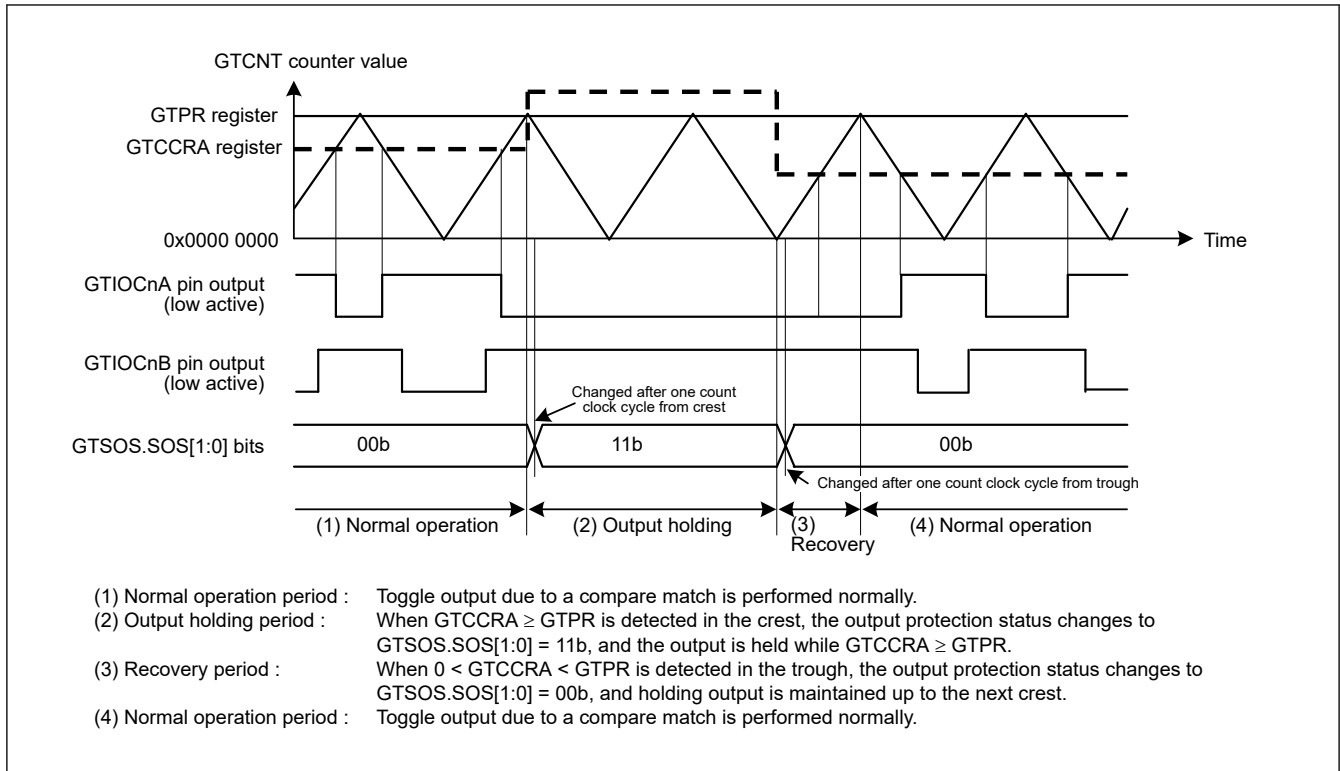 GTCNT counter value
GTPR register
GTCCRA register
0x0000 0000
Time
GTIOCnA pin output
(low active)
GTIOCnB pin output
(low active)
Changed after one count
clock cycle from crest
GTSOS.SOS[1:0] bits
00b
11b
00b
Changed after one count clock cycle from trough
(1) Normal operation
(2) Output holding
(3)
Recovery
(4) Normal operation
(1) Normal operation period : Toggle output due to a compare match is performed normally.
(2) Output holding period : When GTCCRA ≥ GTPR is detected in the crest, the output protection status changes to
GTSOS.SOS[1:0] = 11b, and the output is held while GTCCRA ≥ GTPR.
(3) Recovery period : When 0 < GTCCRA < GTPR is detected in the trough, the output protection status changes to
GTSOS.SOS[1:0] = 00b, and holding output is maintained up to the next crest.
(4) Normal operation period : Toggle output due to a compare match is performed normally.